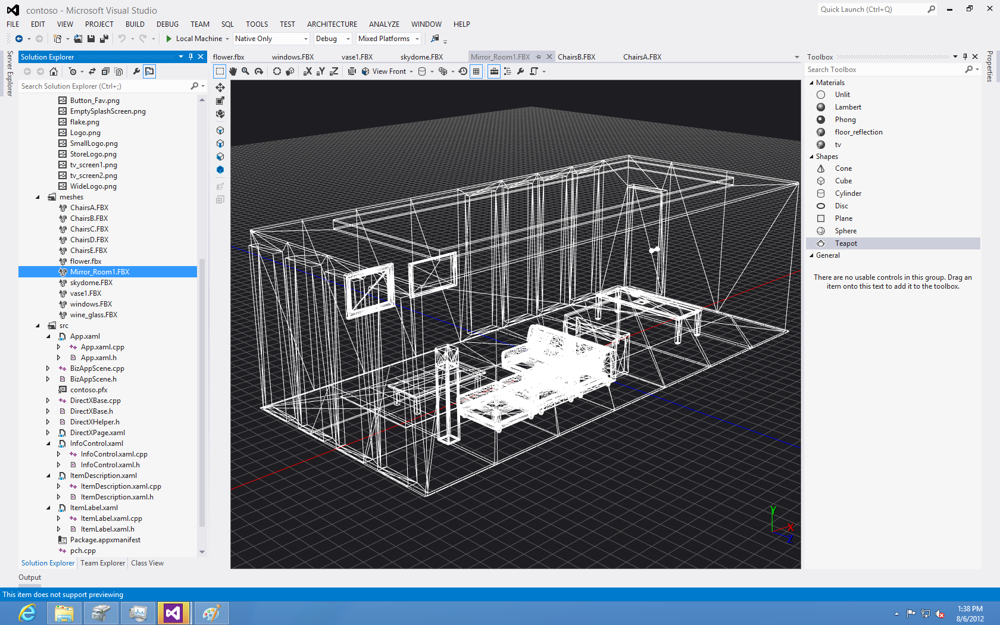 contoso - Microsoft Visual Studio
Quick Launch (Ctrl+Q)
FILE EDIT VIEW PROJECT BUILD DEBUG TEAM SQL TOOLS TEST ARCHITECTURE ANALYZE WINDOW HELP
Local Machine Native Only Debug Mixed Platforms
Server Explorer
Solution Explorer
Search Solution Explorer (Ctrl+;)
Button_Fav.png
EmptySplashScreen.png
flake.png
Logo.png
SmallLogo.png
StoreLogo.png
tv_screen1.png
tv_screen2.png
WideLogo.png
meshes
ChairsA.FBX
ChairsB.FBX
ChairsC.FBX
ChairsD.FBX
ChairsE.FBX
flower.fbx
Mirror_Room1.FBX
skydome.FBX
vase1.FBX
windows.FBX
wine_glass.FBX
src
App.xaml
App.xaml.cpp
App.xaml.h
BizAppScene.cpp
BizAppScene.h
contoso.pfx
DirectXBase.cpp
DirectXBase.h
DirectXHelper.h
DirectXPage.xaml
InfoControl.xaml
InfoControl.xaml.cpp
InfoControl.xaml.h
ItemDescription.xaml
ItemDescription.xaml.cpp
ItemDescription.xaml.h
ItemLabel.xaml
ItemLabel.xaml.cpp
ItemLabel.xaml.h
Package.appxmanifest
pch.cpp
Solution Explorer Team Explorer Class View
Output
flower.fbx windows.FBX vase1.FBX skydome.FBX Mirror_Room1.FBX ChairsB.FBX ChairsA.FBX
X Y Z View Front
Y
X
Z
Toolbox
Search Toolbox
Materials
Unlit
Lambert
Phong
floor_reflection
tv
Shapes
Cone
Cube
Cylinder
Disc
Plane
Sphere
Teapot
General
There are no usable controls in this group. Drag an
item onto this text to add it to the toolbox.
Properties
This item does not support previewing
1:38 PM
8/6/2012